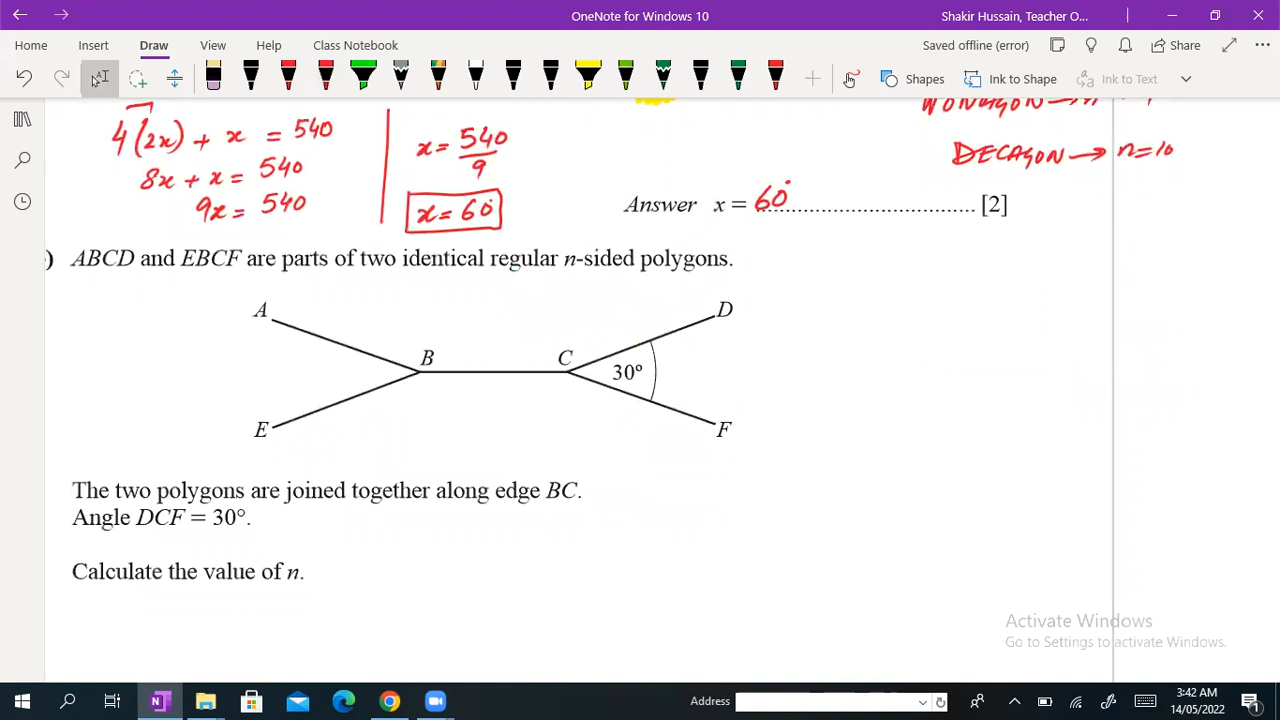 OneNote for Windows 10
Shakir Hussain, Teacher O...
Home Insert Draw View Help Class Notebook
Saved offline (error) Share
Shapes Ink to Shape Ink to Text
4(2x) + x = 540
8x + x = 540
9x = 540
x = 540/9
x = 60°
DECAGON → n=10
Answer x = 60° [2]
) ABCD and EBCF are parts of two identical regular n-sided polygons.
A D
B C
30°
E F
The two polygons are joined together along edge BC.
Angle DCF = 30°.
Calculate the value of n.
Activate Windows
Go to Settings to activate Windows.
Address
3:42 AM
14/05/2022
1